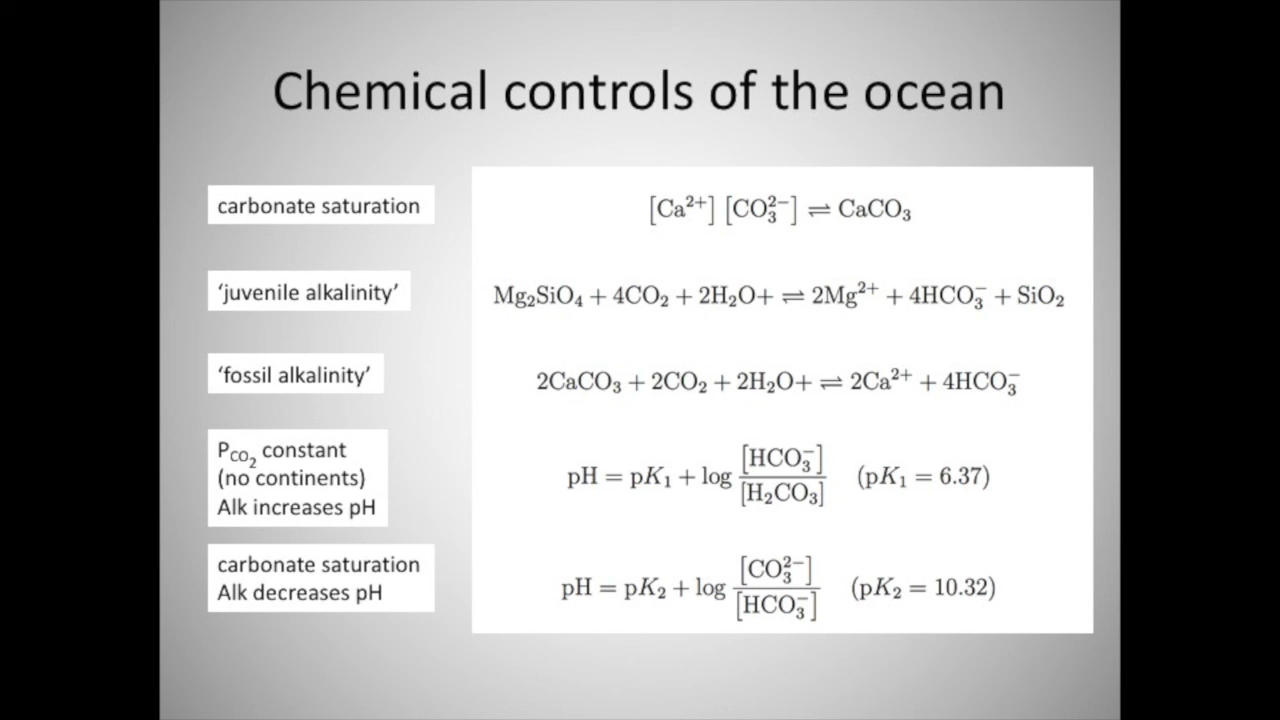 Chemical controls of the ocean
carbonate saturation
[Ca²⁺] [CO₃²⁻] ⇌ CaCO₃
‘juvenile alkalinity’
Mg₂SiO₄ + 4CO₂ + 2H₂O+ ⇌ 2Mg²⁺ + 4HCO₃⁻ + SiO₂
‘fossil alkalinity’
2CaCO₃ + 2CO₂ + 2H₂O+ ⇌ 2Ca²⁺ + 4HCO₃⁻
P_CO₂ constant
(no continents)
Alk increases pH
pH = pK₁ + log [HCO₃⁻] / [H₂CO₃] (pK₁ = 6.37)
carbonate saturation
Alk decreases pH
pH = pK₂ + log [CO₃²⁻] / [HCO₃⁻] (pK₂ = 10.32)